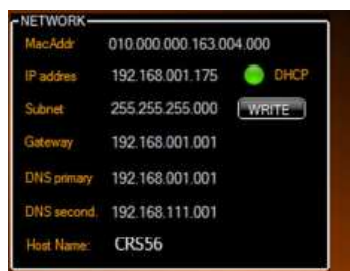 NETWORK
MacAddr 010.000.000.163.004.000
IP addres 192.168.001.175 DHCP
Subnet 255.255.255.000 WRITE
Gateway 192.168.001.001
DNS primary 192.168.001.001
DNS second. 192.168.111.001
Host Name: CRS56